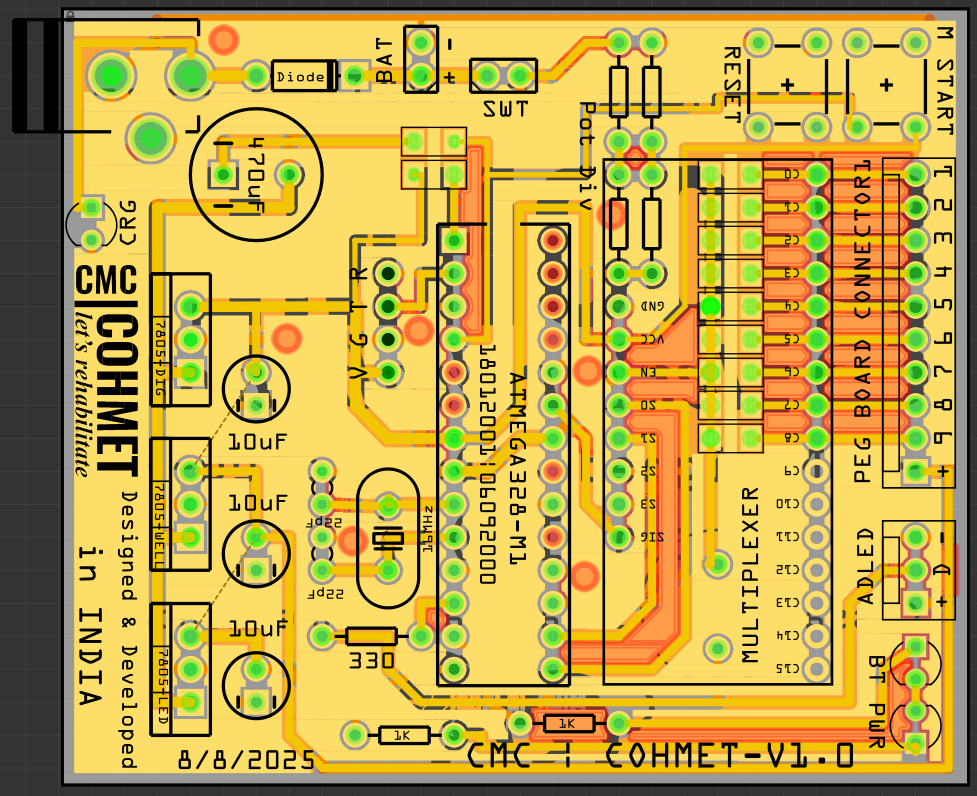 BAT
-
+
Diode
SWT
RESET
M START
+
+
470uF
Pot Div
CRG
CMC
COHMET
let's rehabilitate
7805-DIG
7805-WELL
7805-LED
R
T
G
V
10uF
10uF
10uF
22pF
22pF
16MHz
330
ATMEGA328-M1
GND
VCC
EN
S0
S1
S2
S3
SIG
MULTIPLEXER
C0
C1
C2
C3
C4
C5
C6
C7
C8
C9
C10
C11
C12
C13
C14
C15
PEG BOARD CONNECTOR1
1
2
3
4
5
6
7
8
9
+
ADLED
-
D
+
BT
PWR
1K
1K
Designed & Developed
in INDIA
8/8/2025
CMC | COHMET-V1.0